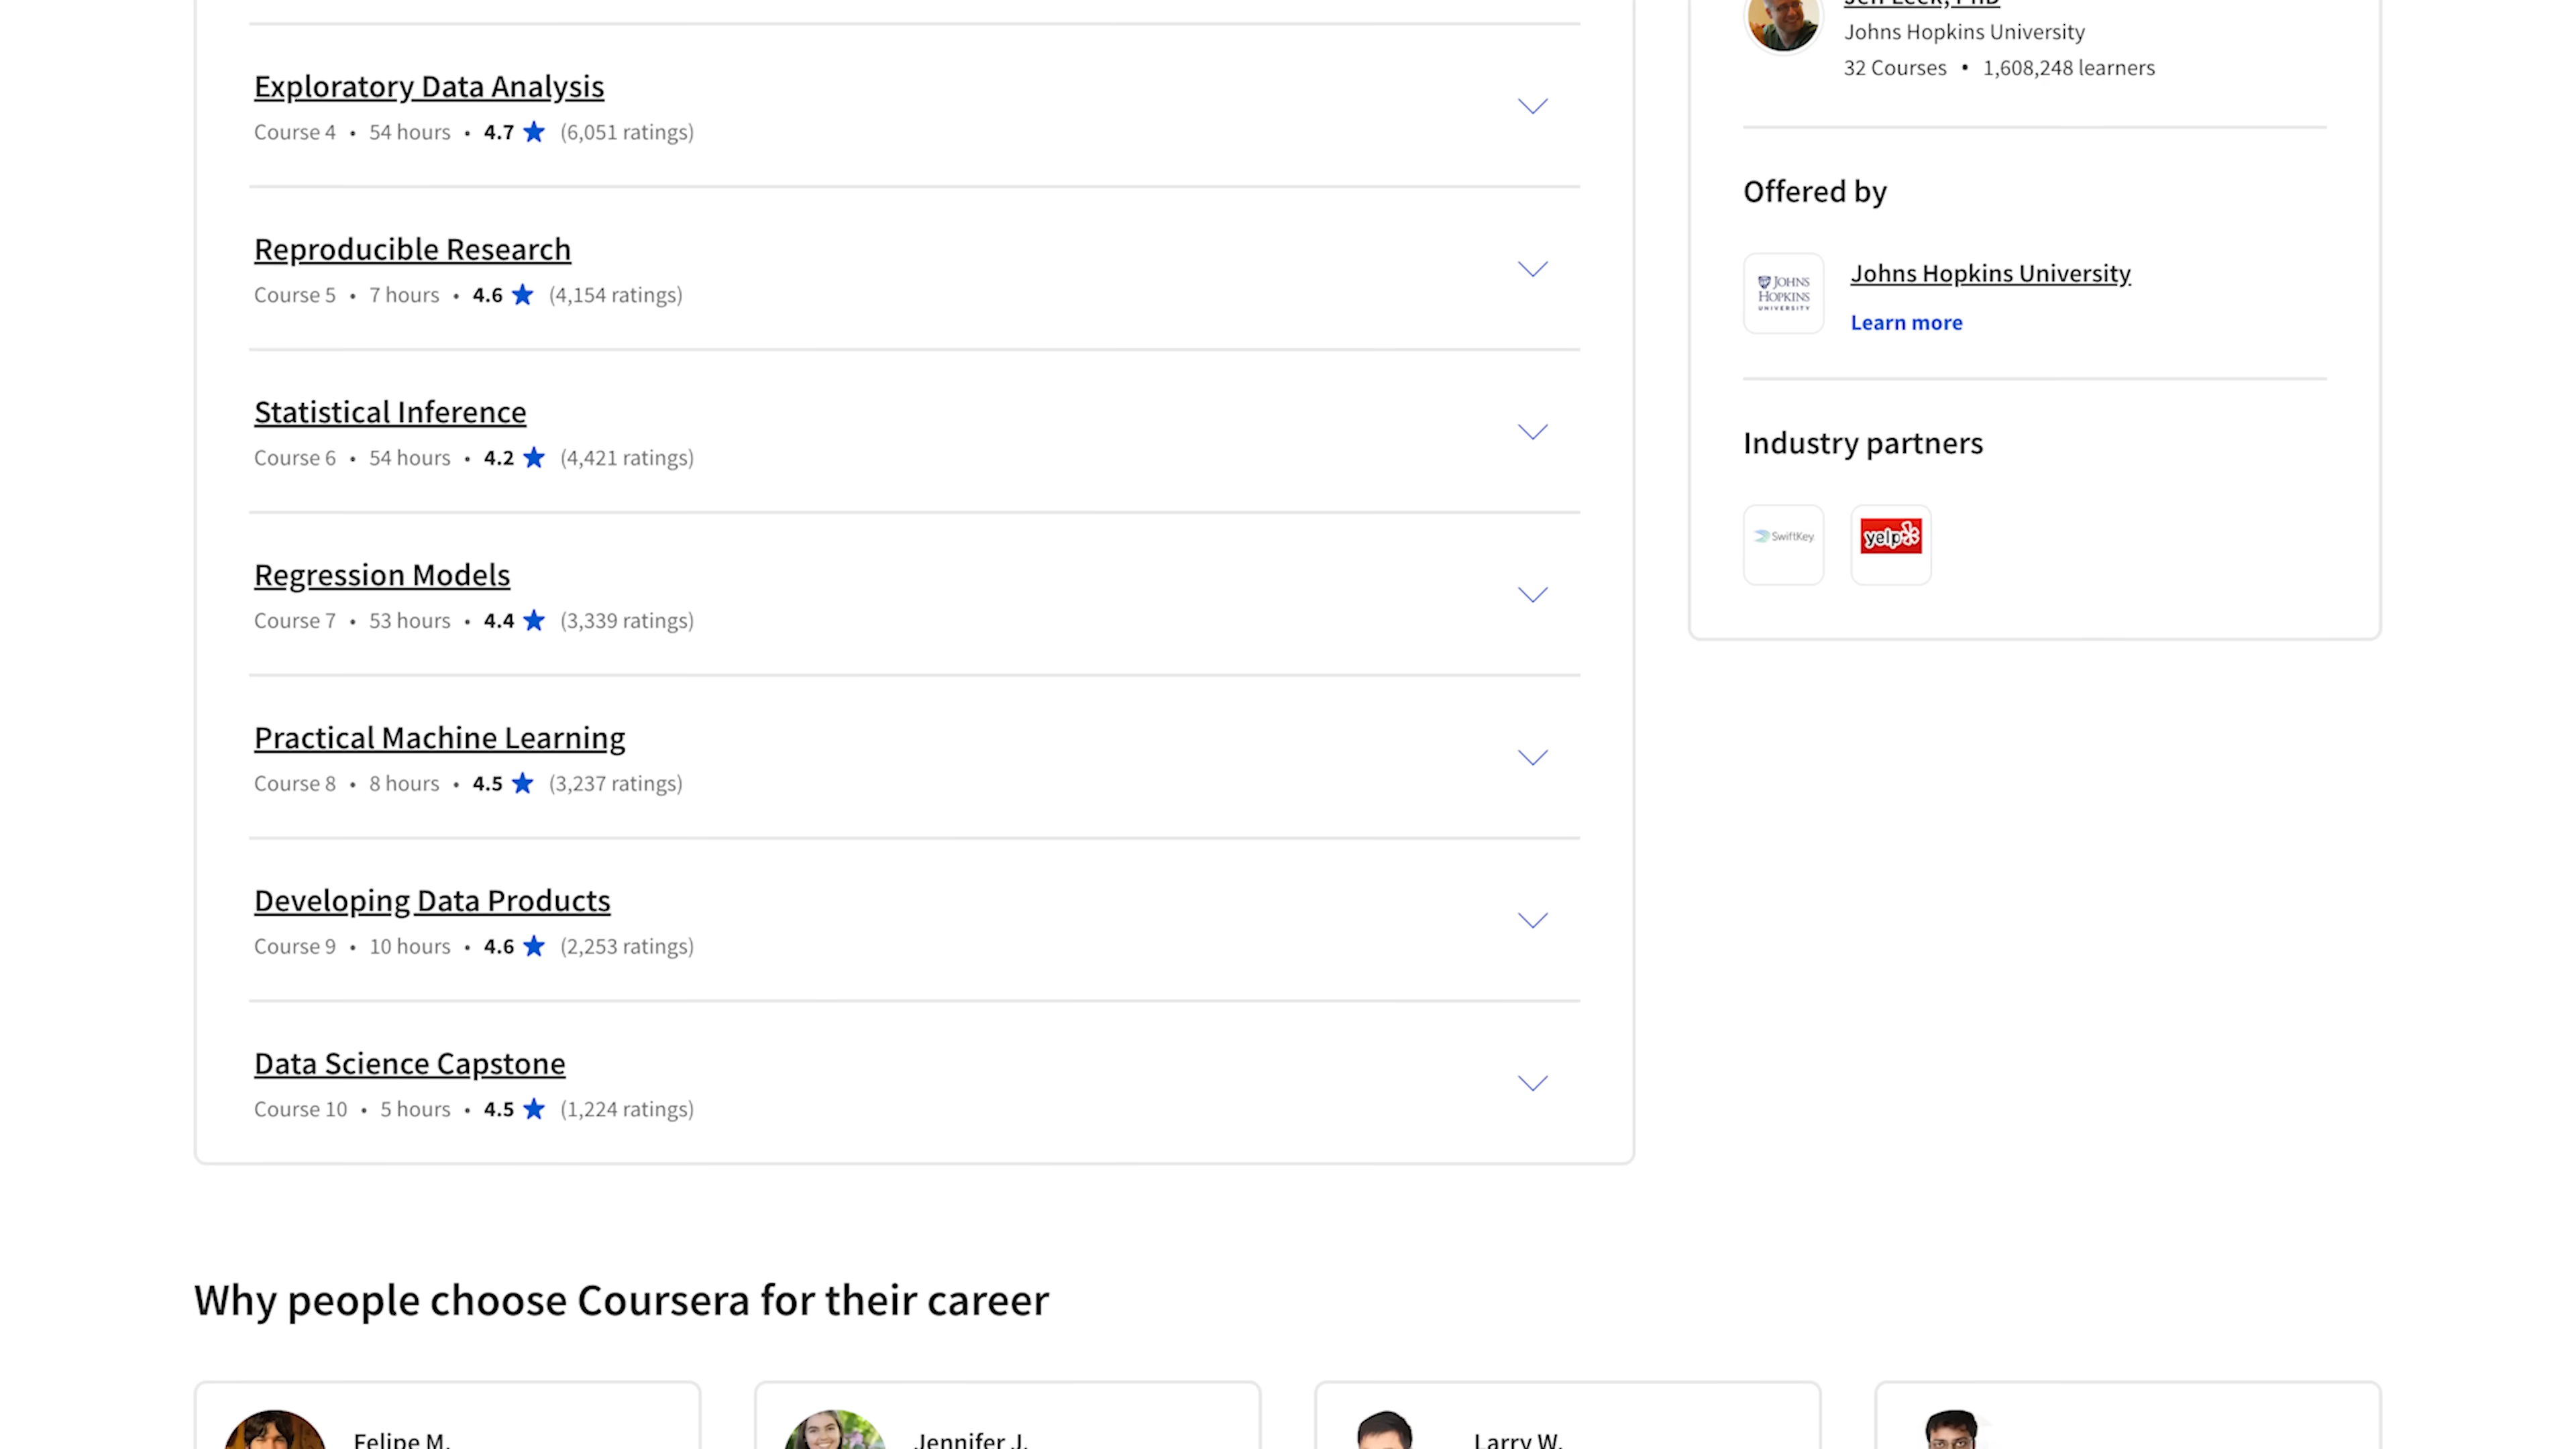 Exploratory Data Analysis
Course 4 • 54 hours • 4.7 ★ (6,051 ratings)
Reproducible Research
Course 5 • 7 hours • 4.6 ★ (4,154 ratings)
Statistical Inference
Course 6 • 54 hours • 4.2 ★ (4,421 ratings)
Regression Models
Course 7 • 53 hours • 4.4 ★ (3,339 ratings)
Practical Machine Learning
Course 8 • 8 hours • 4.5 ★ (3,237 ratings)
Developing Data Products
Course 9 • 10 hours • 4.6 ★ (2,253 ratings)
Data Science Capstone
Course 10 • 5 hours • 4.5 ★ (1,224 ratings)
Johns Hopkins University
32 Courses • 1,608,248 learners
Offered by
JOHNS
HOPKINS
UNIVERSITY
Johns Hopkins University
Learn more
Industry partners
SwiftKey
yelp
Why people choose Coursera for their career
Felipe M.
Jennifer J.
Larry W.